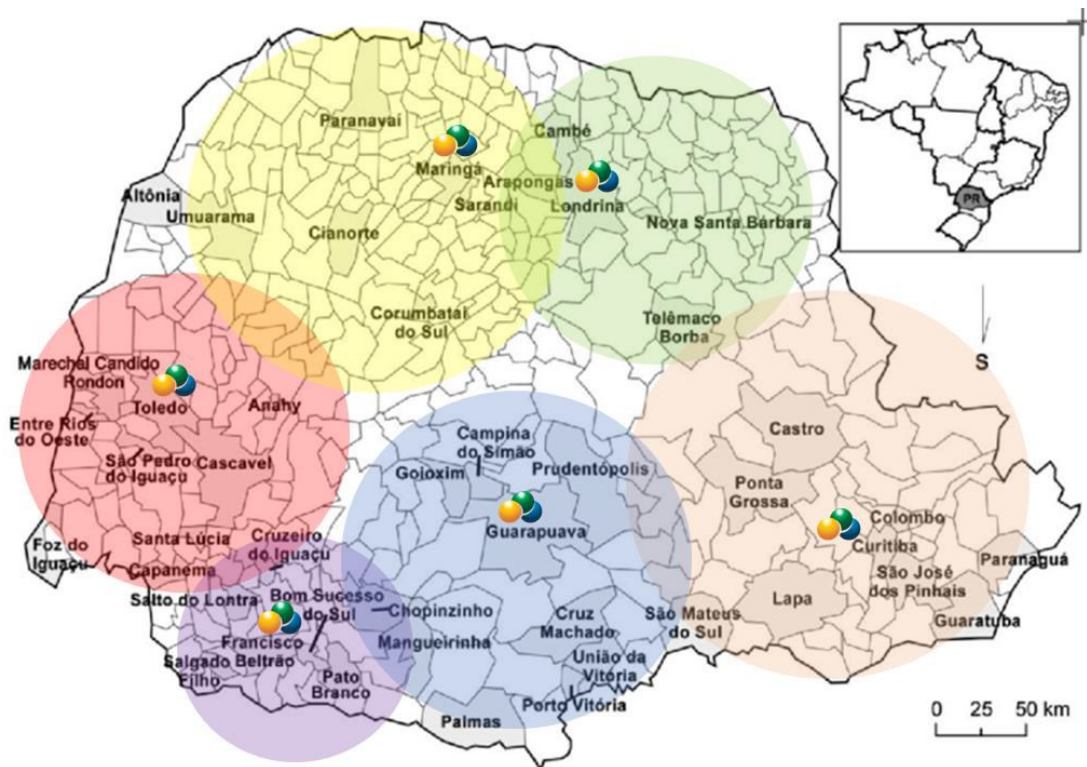 Paranavaí
Cambé
Maringá
Arapongas
Sarandi
Londrina
Altônia
Umuarama
Cianorte
Nova Santa Bárbara
PR
Corumbataí
do Sul
Telêmaco
Borba
S
Marechal Candido
Rondon
Toledo
Anahy
Entre Rios
do Oeste
São Pedro
do Iguaçu
Cascavel
Campina
do Simão
Goioxim
Prudentópolis
Guarapuava
Castro
Ponta
Grossa
Colombo
Curitiba
São José
dos Pinhais
Paranaguá
Lapa
Guaratuba
Santa Lúcia
Cruzeiro
do Iguaçu
Foz do
Iguaçu
Capanema
Salto do Lontra
Bom Sucesso
do Sul
Chopinzinho
Mangueirinha
Cruz
Machado
São Mateus
do Sul
Francisco
Beltrão
Salgado
Filho
Pato
Branco
União da
Vitória
Porto Vitória
Palmas
0 25 50 km